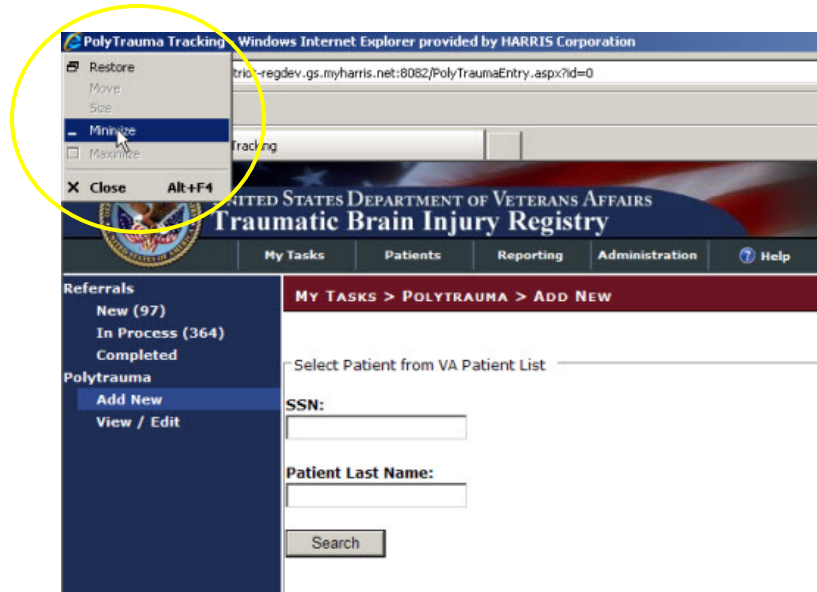 PolyTrauma Tracking - Windows Internet Explorer provided by HARRIS Corporation
Restore
triot-regdev.gs.myharris.net:8082/PolyTraumaEntry.aspx?id=0
Move
Size
Minimize
Maximize
Tracking
Close Alt+F4
UNITED STATES DEPARTMENT OF VETERANS AFFAIRS
Traumatic Brain Injury Registry
My Tasks Patients Reporting Administration ? Help
Referrals
MY TASKS > POLYTRAUMA > ADD NEW
New (97)
In Process (364)
Completed
Select Patient from VA Patient List
Polytrauma
Add New
SSN:
View / Edit
Patient Last Name:
Search